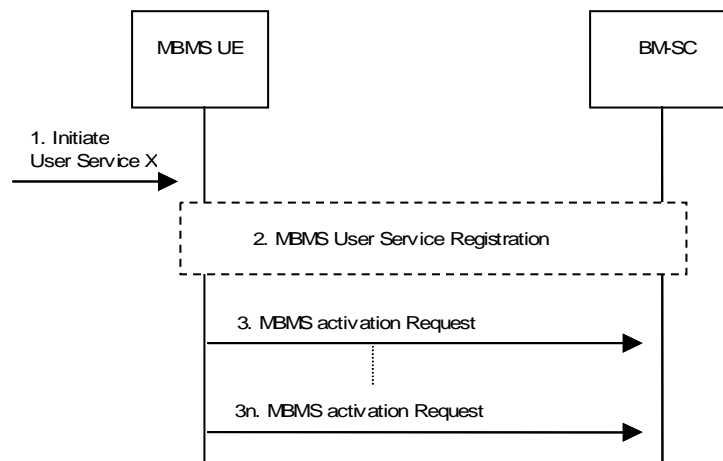 MBMS UE
BM-SC
1. Initiate
User Service X
2. MBMS User Service Registration
3. MBMS activation Request
3n. MBMS activation Request